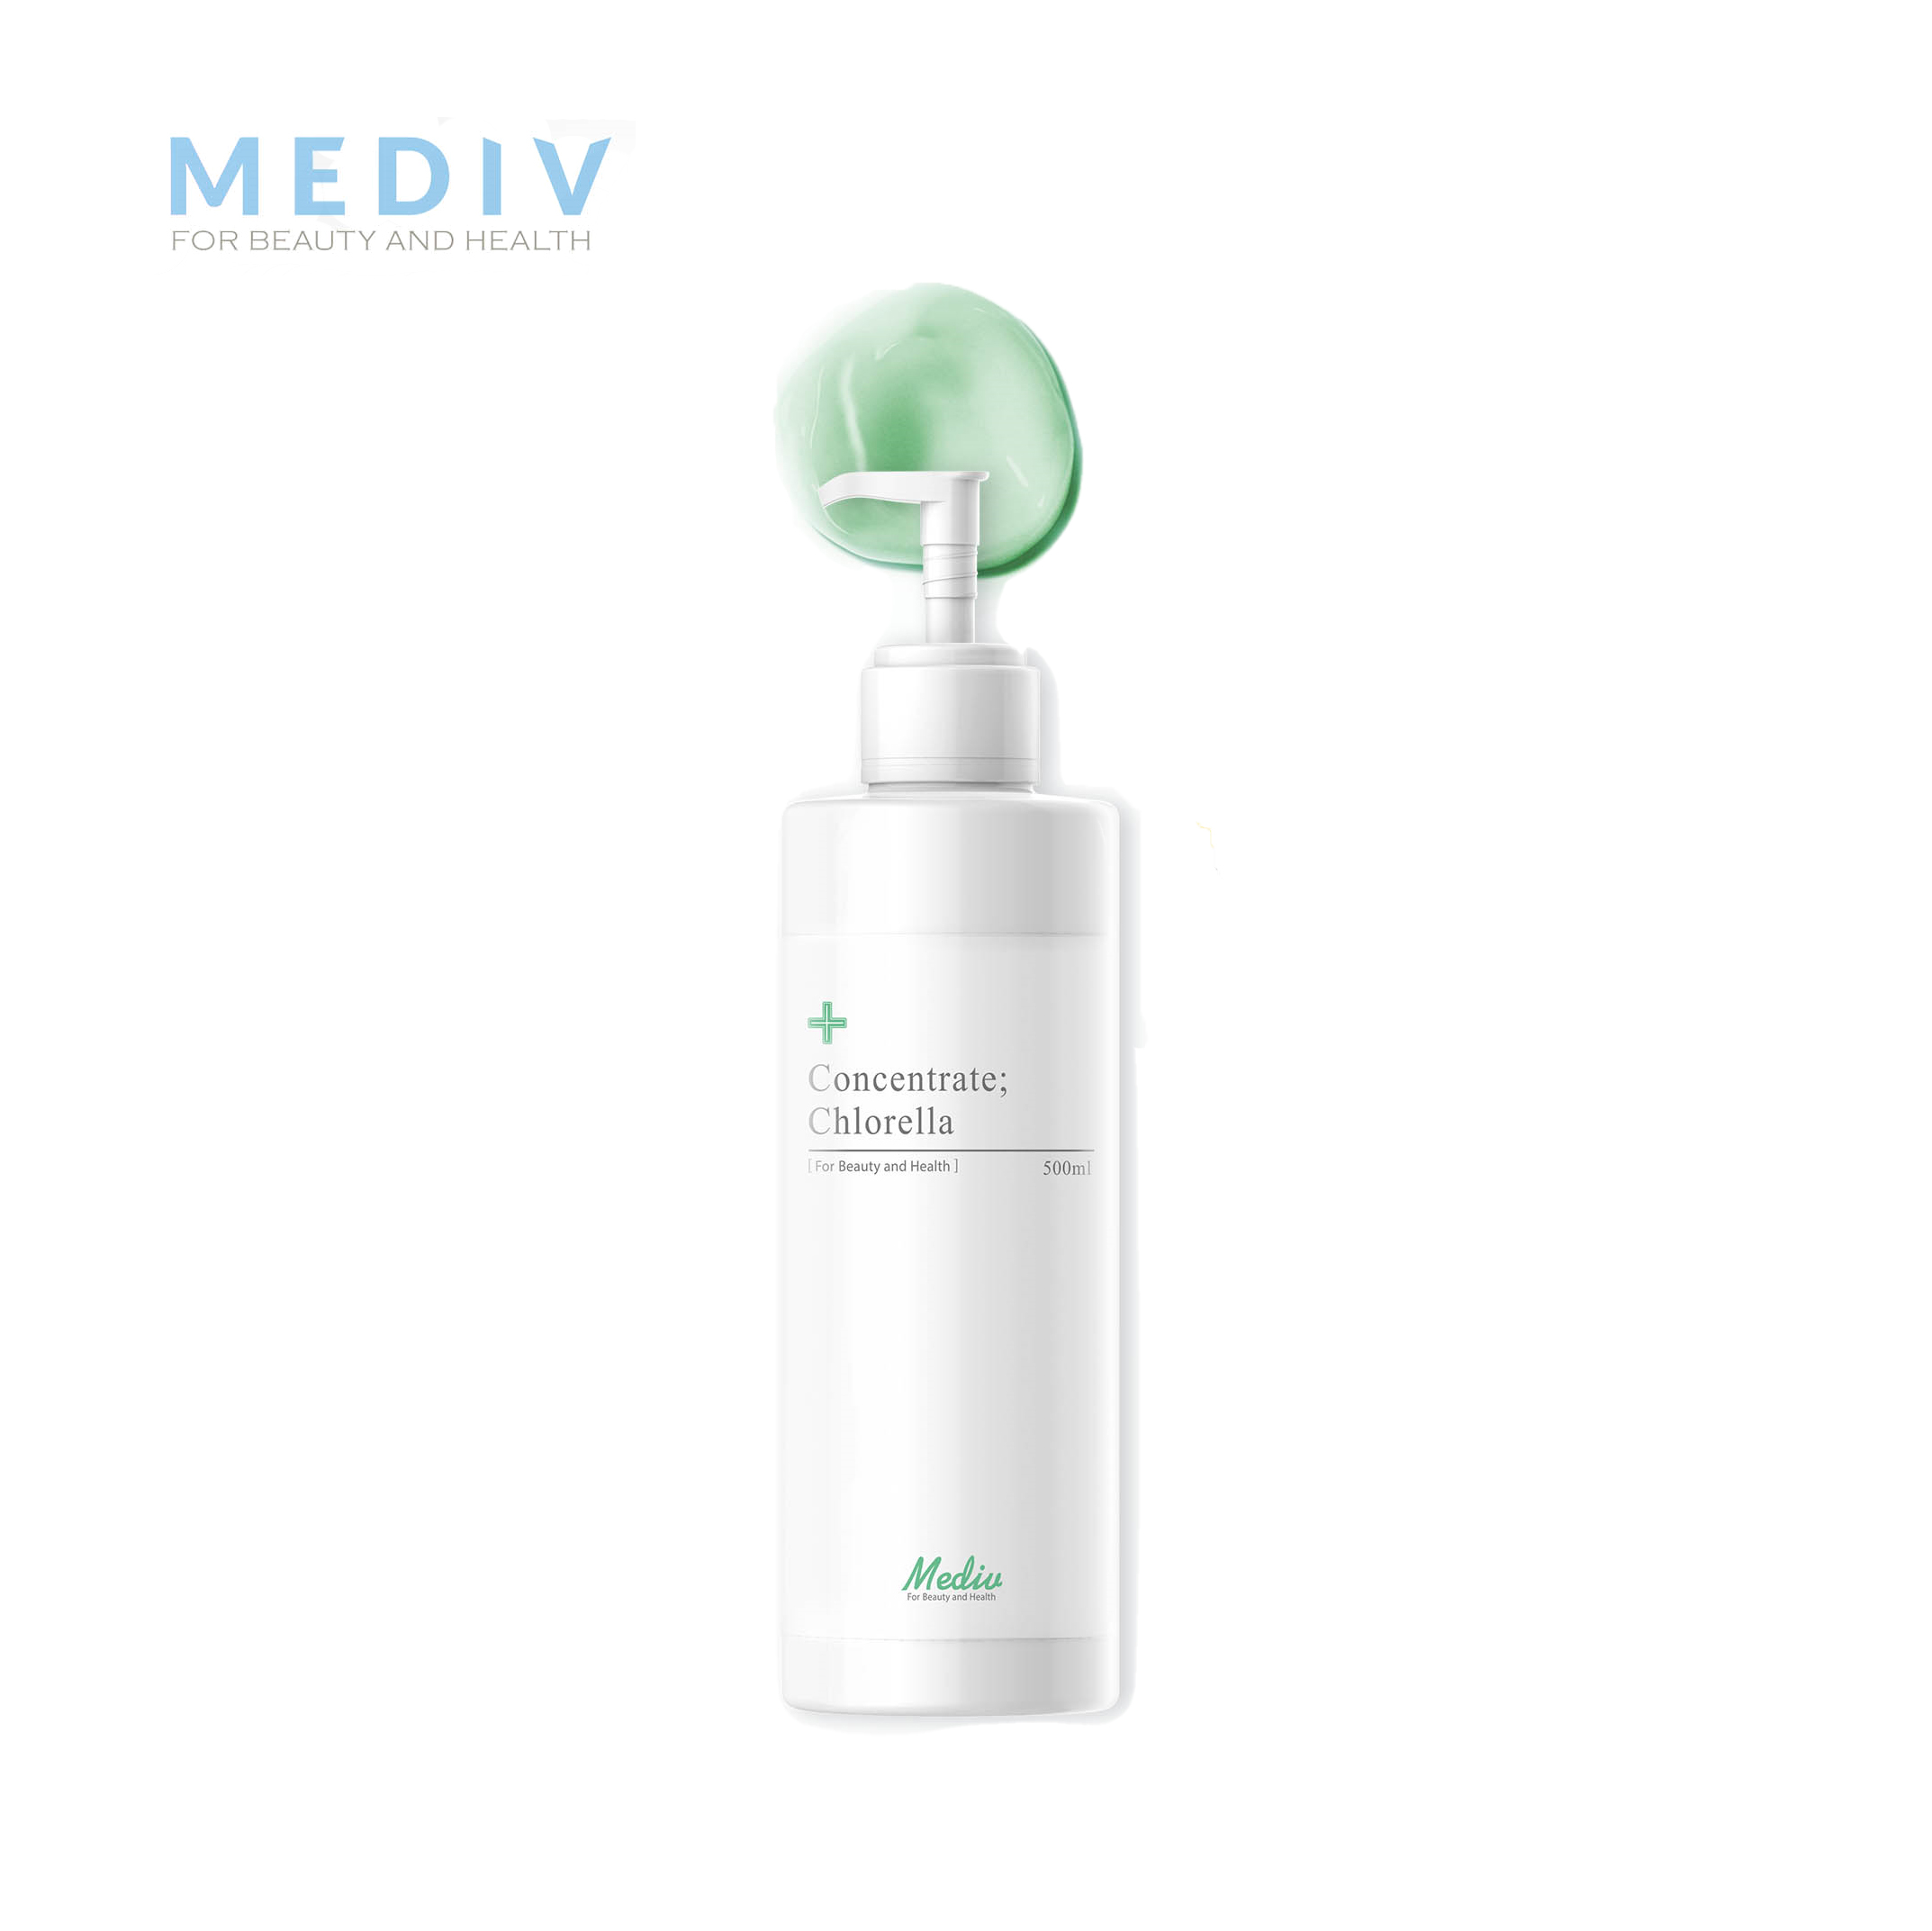 MEDIV
FOR BEAUTY AND HEALTH
Concentrate;
Chlorella
[ For Beauty and Health ] 500ml
Mediv
For Beauty and Health